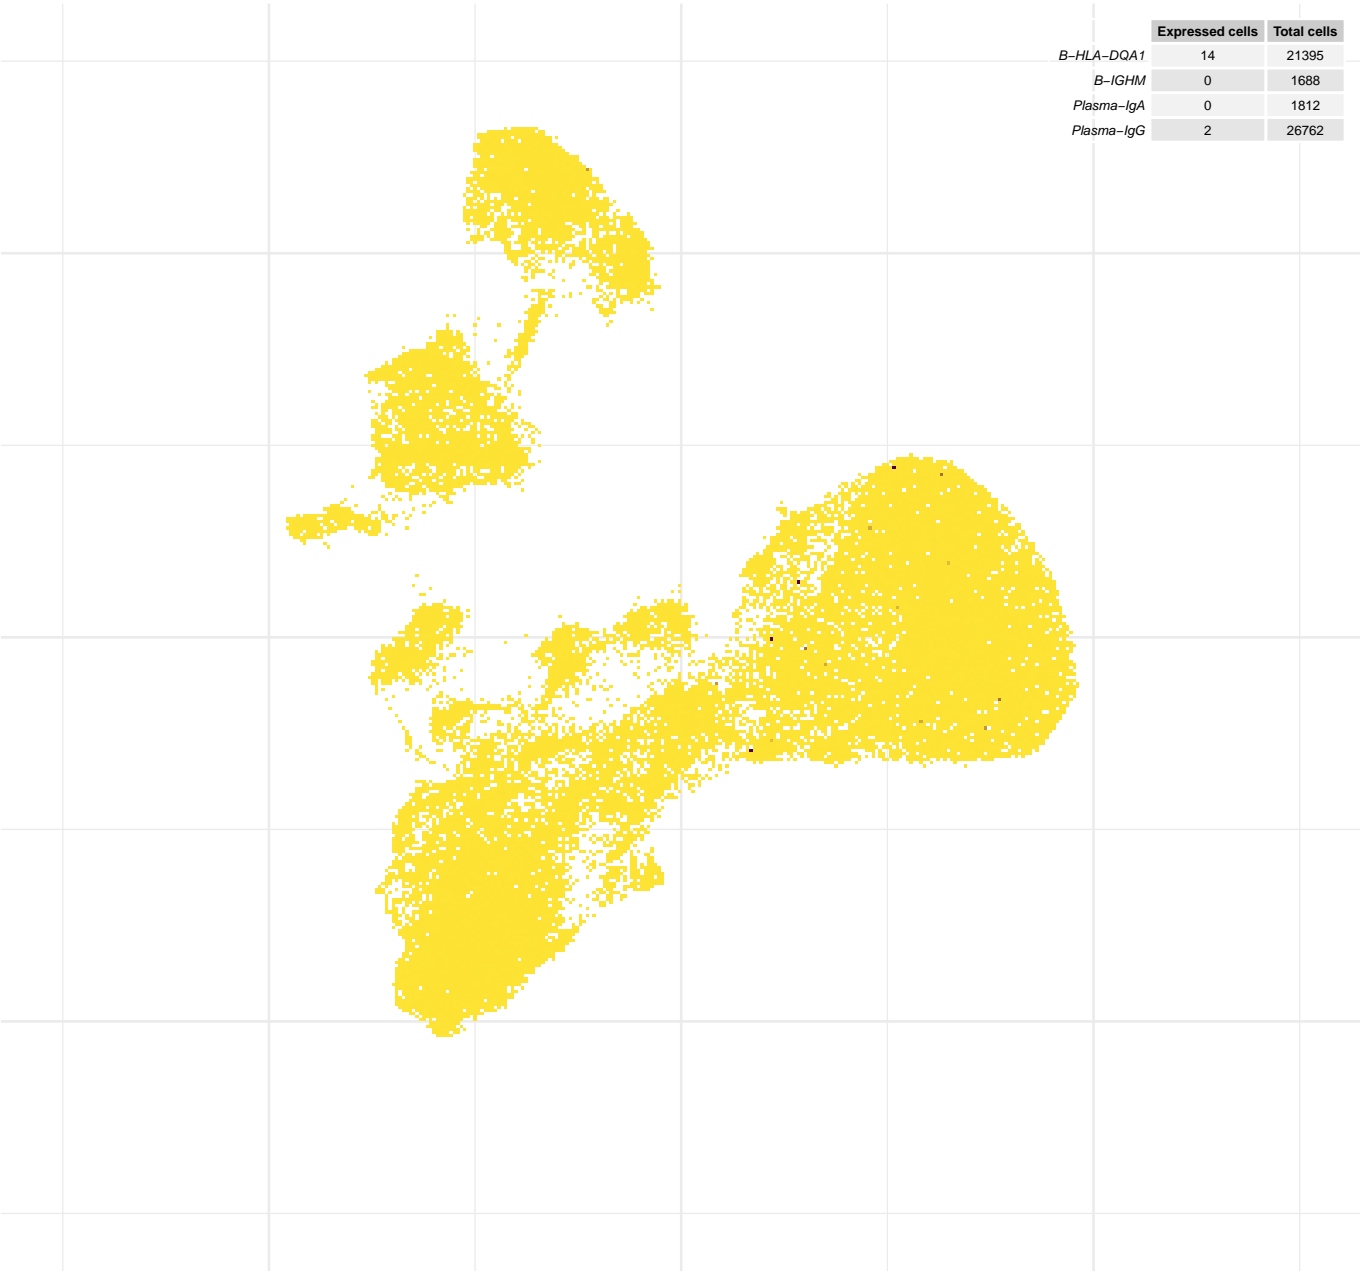 Expressed cells Total cells
B−HLA−DQA1 14 21395
B−IGHM 0 1688
Plasma−IgA 0 1812
Plasma−IgG 2 26762